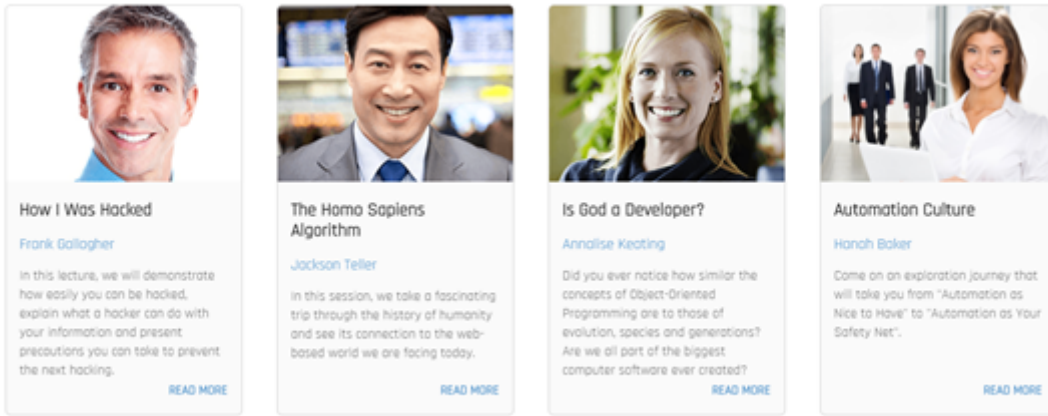 How I Was Hacked
Frank Gallagher
In this lecture, we will demonstrate
how easily you can be hacked,
explain what a hacker can do with
your information and present
precautions you can take to prevent
the next hacking.
READ MORE
The Homo Sapiens
Algorithm
Jackson Teller
In this session, we take a fascinating
trip through the history of humanity
and see its connection to the web-
based world we are facing today.
READ MORE
Is God a Developer?
Annalise Keating
Did you ever notice how similar the
concepts of Object-Oriented
Programming are to those of
evolution, species and generations?
Are we all part of the biggest
computer software ever created?
READ MORE
Automation Culture
Hanah Baker
Come on an exploration journey that
will take you from "Automation as
Nice to Have" to "Automation as Your
Safety Net".
READ MORE